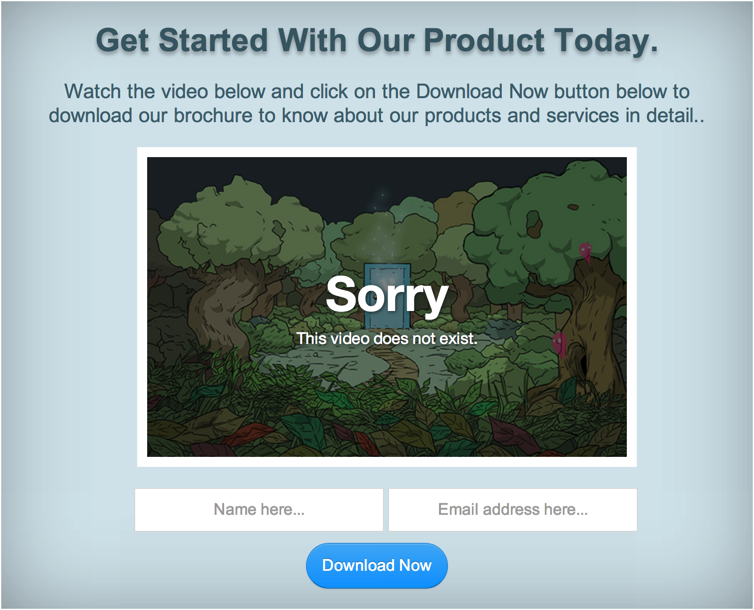 Get Started With Our Product Today.
Watch the video below and click on the Download Now button below to
download our brochure to know about our products and services in detail..
Sorry
This video does not exist.
Name here...
Email address here...
Download Now